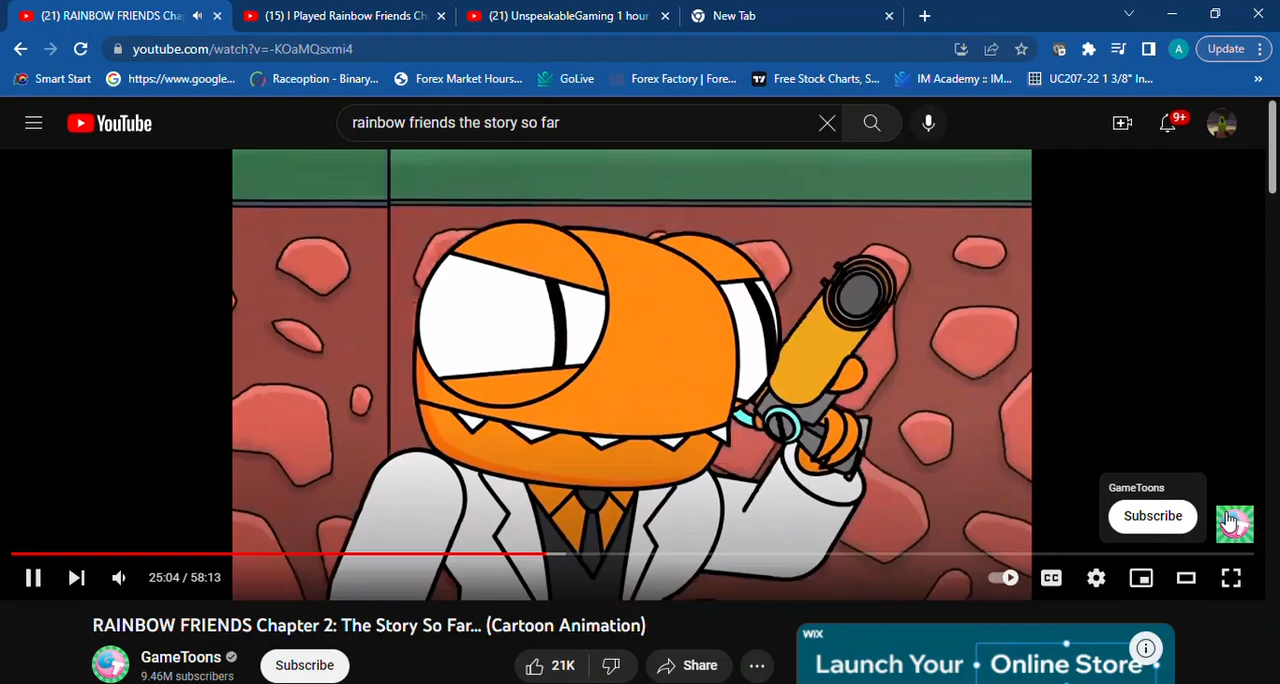 (21) RAINBOW FRIENDS Cha
(15) I Played Rainbow Friends Ch
(21) UnspeakableGaming 1 hour
New Tab
youtube.com/watch?v=-KOaMQsxmi4
A
Update
Smart Start
https://www.google...
Raceoption - Binary...
Forex Market Hours...
GoLive
Forex Factory | Fore...
Free Stock Charts, S...
IM Academy :: IM...
UC207-22 1 3/8" In...
»
YouTube
rainbow friends the story so far
9+
GameToons
Subscribe
25:04 / 58:13
CC
RAINBOW FRIENDS Chapter 2: The Story So Far... (Cartoon Animation)
GameToons
9.46M subscribers
Subscribe
21K
Share
WIX
Launch Your Online Store